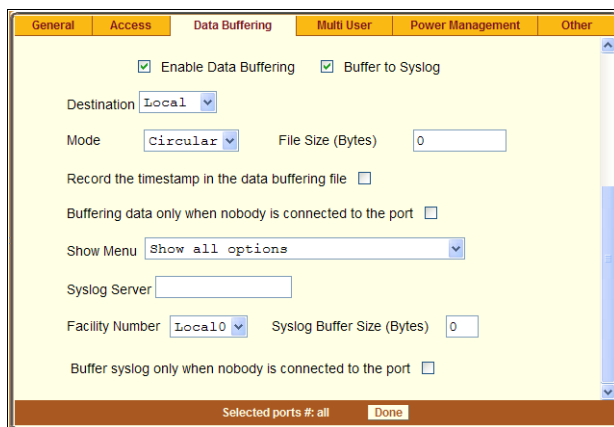 General Access Data Buffering Multi User Power Management Other
Enable Data Buffering Buffer to Syslog
Destination Local
Mode Circular File Size (Bytes) 0
Record the timestamp in the data buffering file
Buffering data only when nobody is connected to the port
Show Menu Show all options
Syslog Server
Facility Number Local0 Syslog Buffer Size (Bytes) 0
Buffer syslog only when nobody is connected to the port
Selected ports #: all Done